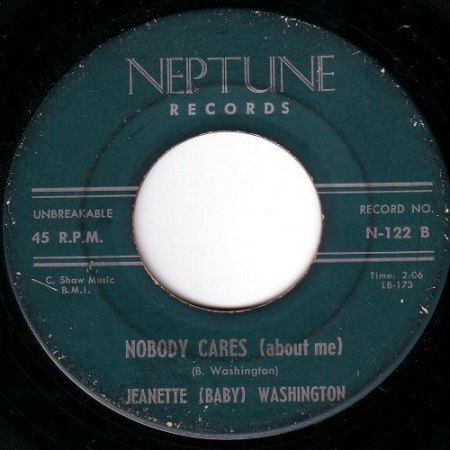 NEPTUNE
RECORDS
UNBREAKABLE
45 R.P.M.
RECORD NO.
N-122 B
C. Shaw Music
B.M.I.
Time: 2:06
LB-173
NOBODY CARES (about me)
(B. Washington)
JEANETTE (BABY) WASHINGTON